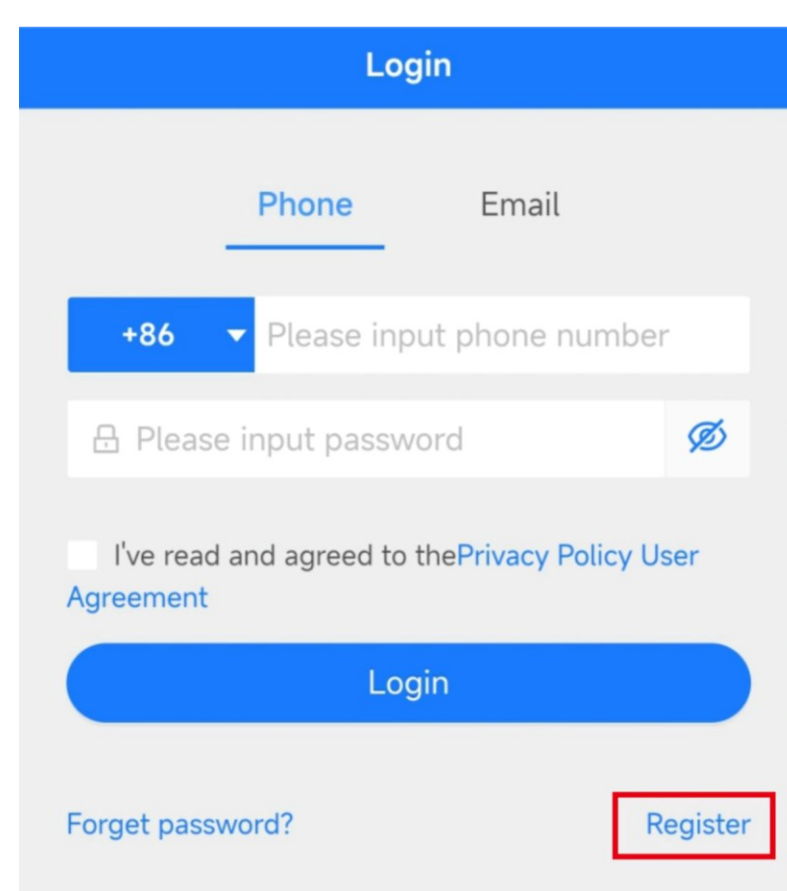 Login
Phone Email
+86 Please input phone number
Please input password
I've read and agreed to thePrivacy Policy User
Agreement
Login
Forget password? Register